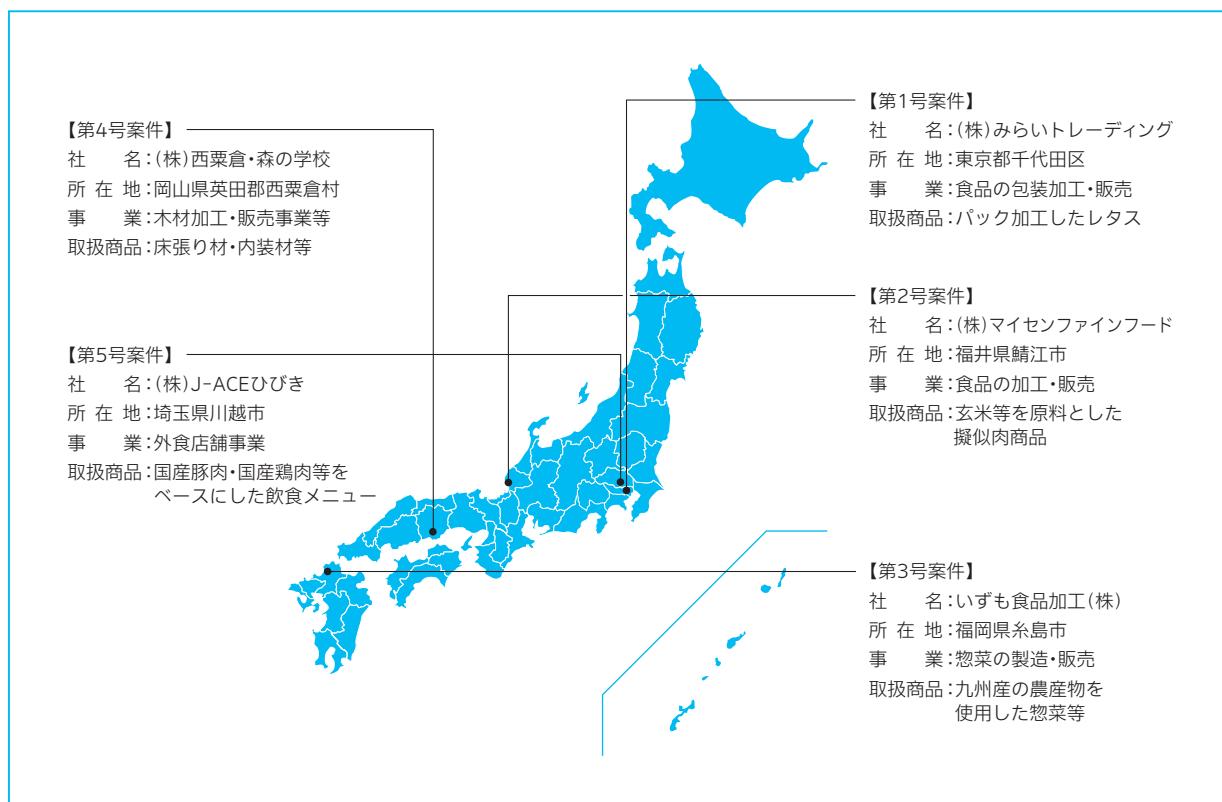 【第1号案件】
社　　名：(株)みらいトレーディング
所 在 地：東京都千代田区
事　　業：食品の包装加工・販売
取扱商品：パック加工したレタス
【第2号案件】
社　　名：(株)マイセンファインフード
所 在 地：福井県鯖江市
事　　業：食品の加工・販売
取扱商品：玄米等を原料とした
擬似肉商品
【第3号案件】
社　　名：いずも食品加工(株)
所 在 地：福岡県糸島市
事　　業：惣菜の製造・販売
取扱商品：九州産の農産物を
使用した惣菜等
【第4号案件】
社　　名：(株)西粟倉・森の学校
所 在 地：岡山県英田郡西粟倉村
事　　業：木材加工・販売事業等
取扱商品：床張り材・内装材等
【第5号案件】
社　　名：(株)J-ACEひびき
所 在 地：埼玉県川越市
事　　業：外食店舗事業
取扱商品：国産豚肉・国産鶏肉等を
ベースにした飲食メニュー